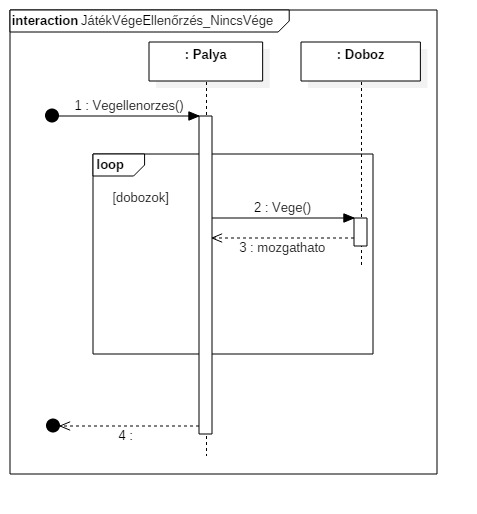 interaction JátékVégeEllenőrzés_NincsVége
: Palya
: Doboz
1 : Vegellenorzes()
loop
[dobozok]
2 : Vege()
3 : mozgathato
4 :